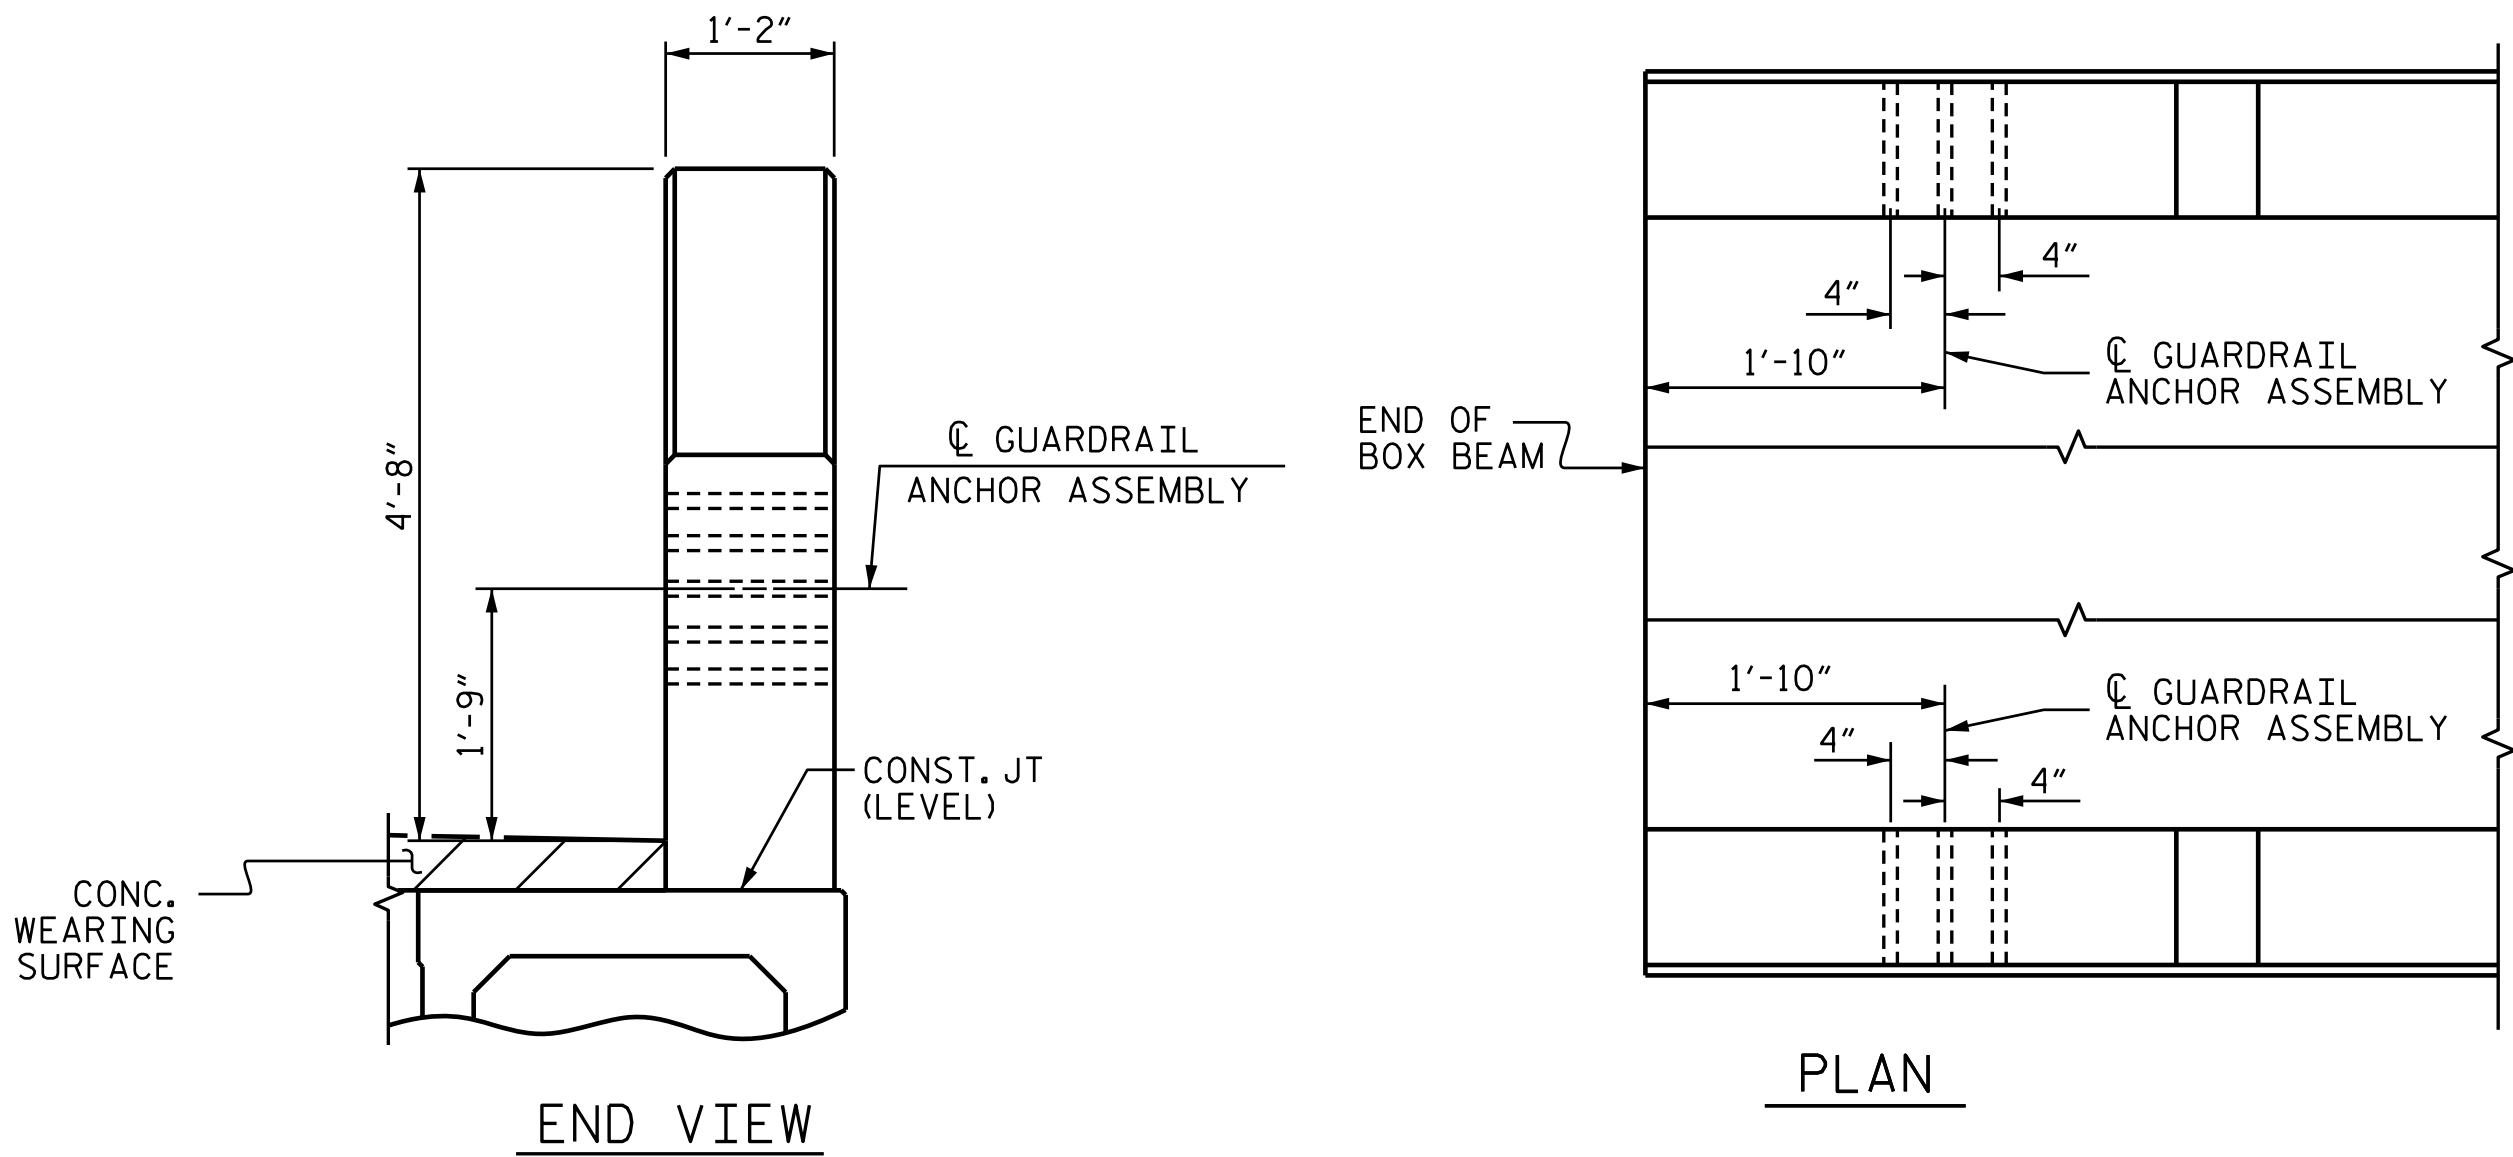 1'-2"
4'-8"
1'-9"
℄ GUARDRAIL
ANCHOR ASSEMBLY
CONST. JT
(LEVEL)
CONC.
WEARING
SURFACE
END VIEW
4"
4"
1'-10"
℄ GUARDRAIL
ANCHOR ASSEMBLY
END OF
BOX BEAM
1'-10"
℄ GUARDRAIL
ANCHOR ASSEMBLY
4"
4"
PLAN